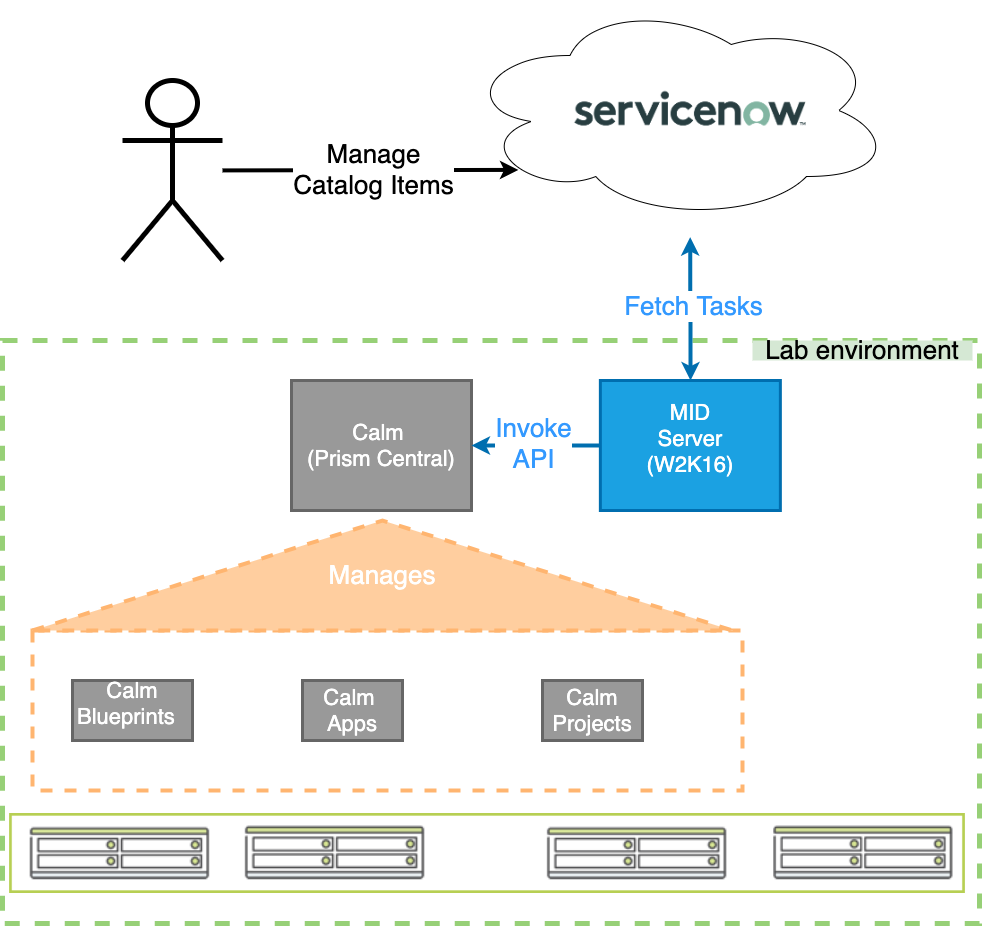 servicenow™
Manage
Catalog Items
Fetch Tasks
Lab environment
Calm
(Prism Central)
Invoke
API
MID
Server
(W2K16)
Manages
Calm
Blueprints
Calm
Apps
Calm
Projects